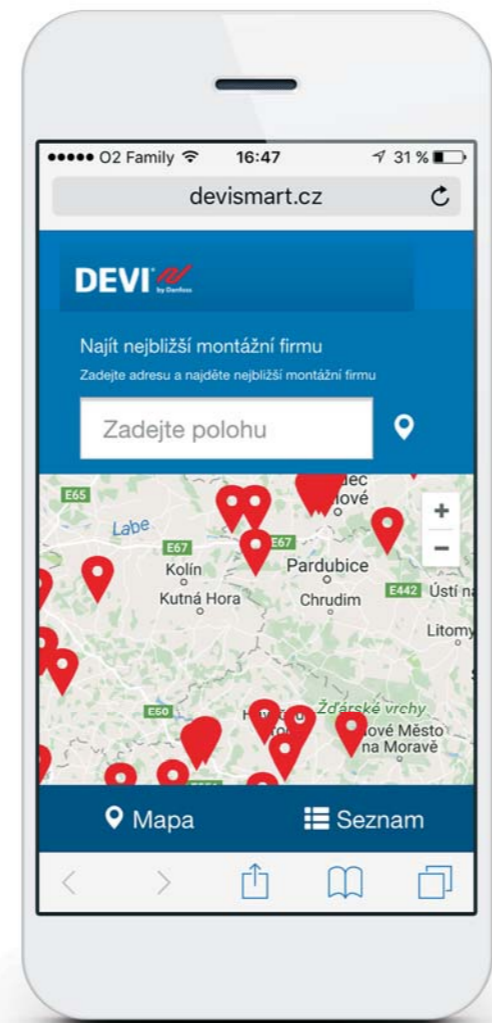 O2 Family 16:47 31 %
devismart.cz
DEVI
by Danfoss
Najít nejbližší montážní firmu
Zadejte adresu a najděte nejbližší montážní firmu
Zadejte polohu
E65
Labe
E67
E67
Kolín
Pardubice
Kutná Hora
Chrudim
E442
Ústí na
Litomy
E50
Žďárské vrchy
Nové Město
na Moravě
Mapa
Seznam